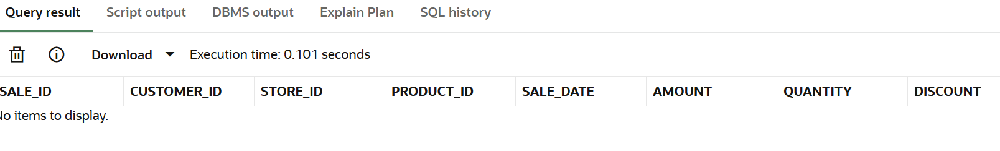 Query result Script output DBMS output Explain Plan SQL history
Download Execution time: 0.101 seconds
SALE_ID CUSTOMER_ID STORE_ID PRODUCT_ID SALE_DATE AMOUNT QUANTITY DISCOUNT
No items to display.